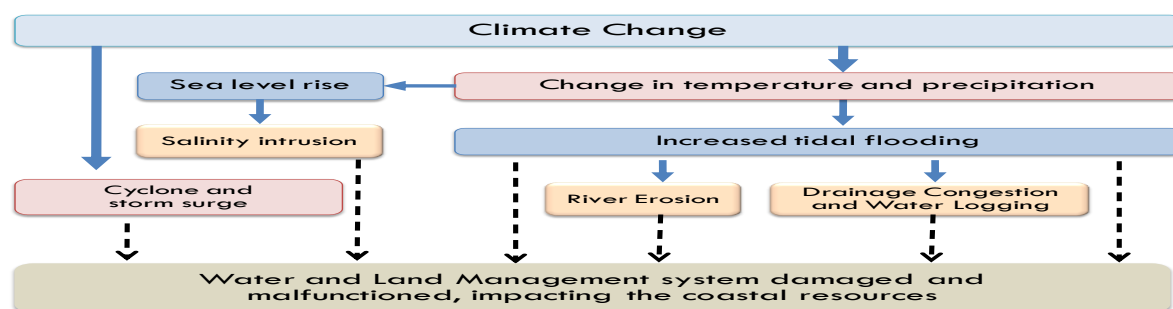 Climate Change
Sea level rise
Change in temperature and precipitation
Salinity intrusion
Increased tidal flooding
Cyclone and
storm surge
River Erosion
Drainage Congestion
and Water Logging
Water and Land Management system damaged and
malfunctioned, impacting the coastal resources